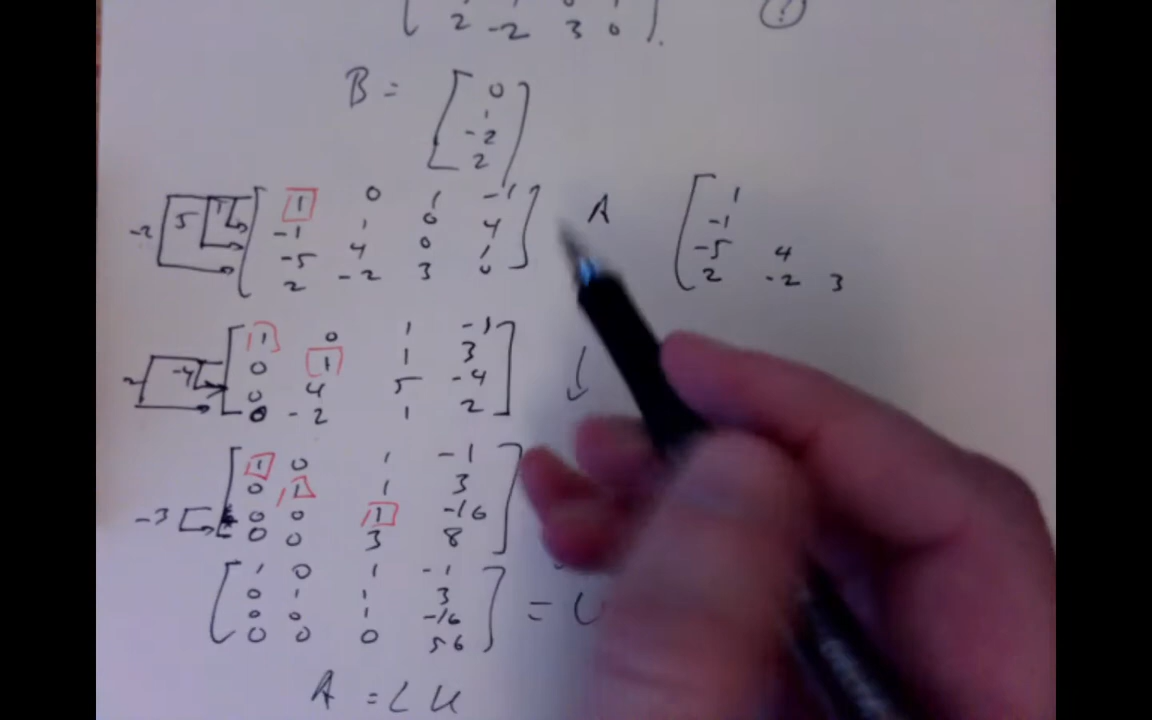 2 -2 3 0
?
B =
0
1
-2
2
1 0 1 -1 A 1
-2 5 1 -1 1 0 4 -1
-5 4 0 1 -5 4
2 -2 3 0 2 -2 3
1 0 1 -1
0 1 1 3
-4 0 4 5 -4
0 -2 1 2
1 0 1 -1
0 1 1 3
-3 0 0 1 -16
0 0 3 8
1 0 1 -1
0 1 1 3
0 0 1 -16 = U
0 0 0 56
A = L U